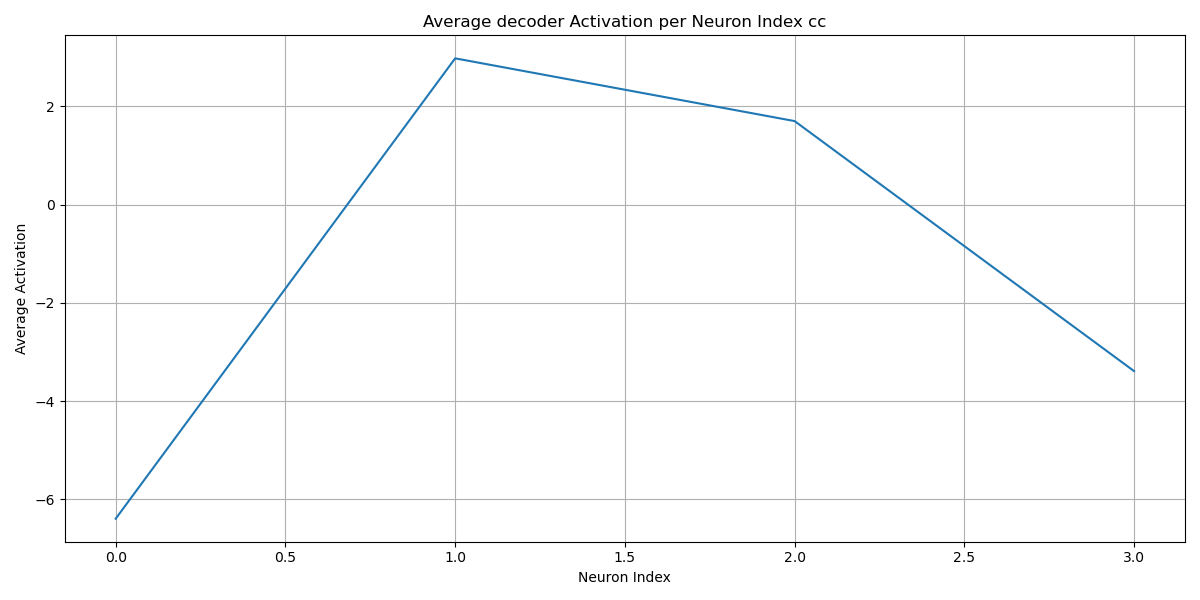 Average decoder Activation per Neuron Index cc
2
0
−2
−4
−6
Average Activation
0.0 0.5 1.0 1.5 2.0 2.5 3.0
Neuron Index